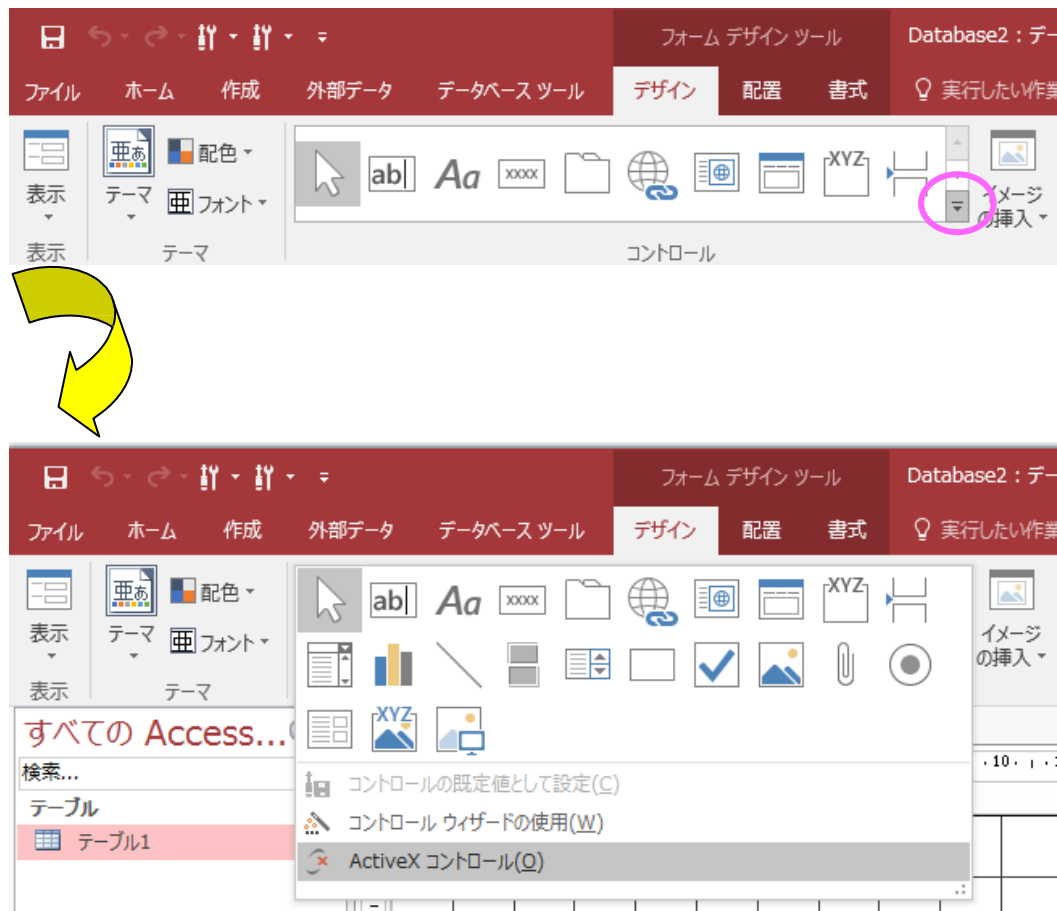 フォーム デザイン ツール
Database2：デー
ファイル ホーム 作成 外部データ データベース ツール デザイン 配置 書式 実行したい作業
亜あ 配色
ab Aa xxxx XYZ
表示 テーマ 亜 フォント
イメージ
の挿入
表示 テーマ コントロール
フォーム デザイン ツール
Database2：デー
ファイル ホーム 作成 外部データ データベース ツール デザイン 配置 書式 実行したい作業
亜あ 配色
ab Aa xxxx XYZ
表示 テーマ 亜 フォント
イメージ
の挿入
表示 テーマ
XYZ
すべての Access...
検索...
テーブル
テーブル1
コントロールの既定値として設定(C)
コントロール ウィザードの使用(W)
ActiveX コントロール(O)
10